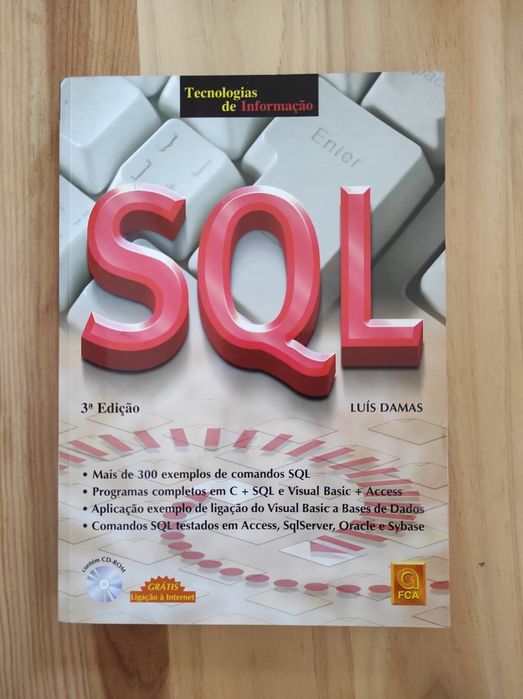 Tecnologias
de Informação
Enter
SQL
3ª Edição
LUÍS DAMAS
• Mais de 300 exemplos de comandos SQL
• Programas completos em C + SQL e Visual Basic + Access
• Aplicação exemplo de ligação do Visual Basic a Bases de Dados
• Comandos SQL testados em Access, SqlServer, Oracle e Sybase
contém CD-ROM
GRÁTIS
Ligação à Internet
FCA